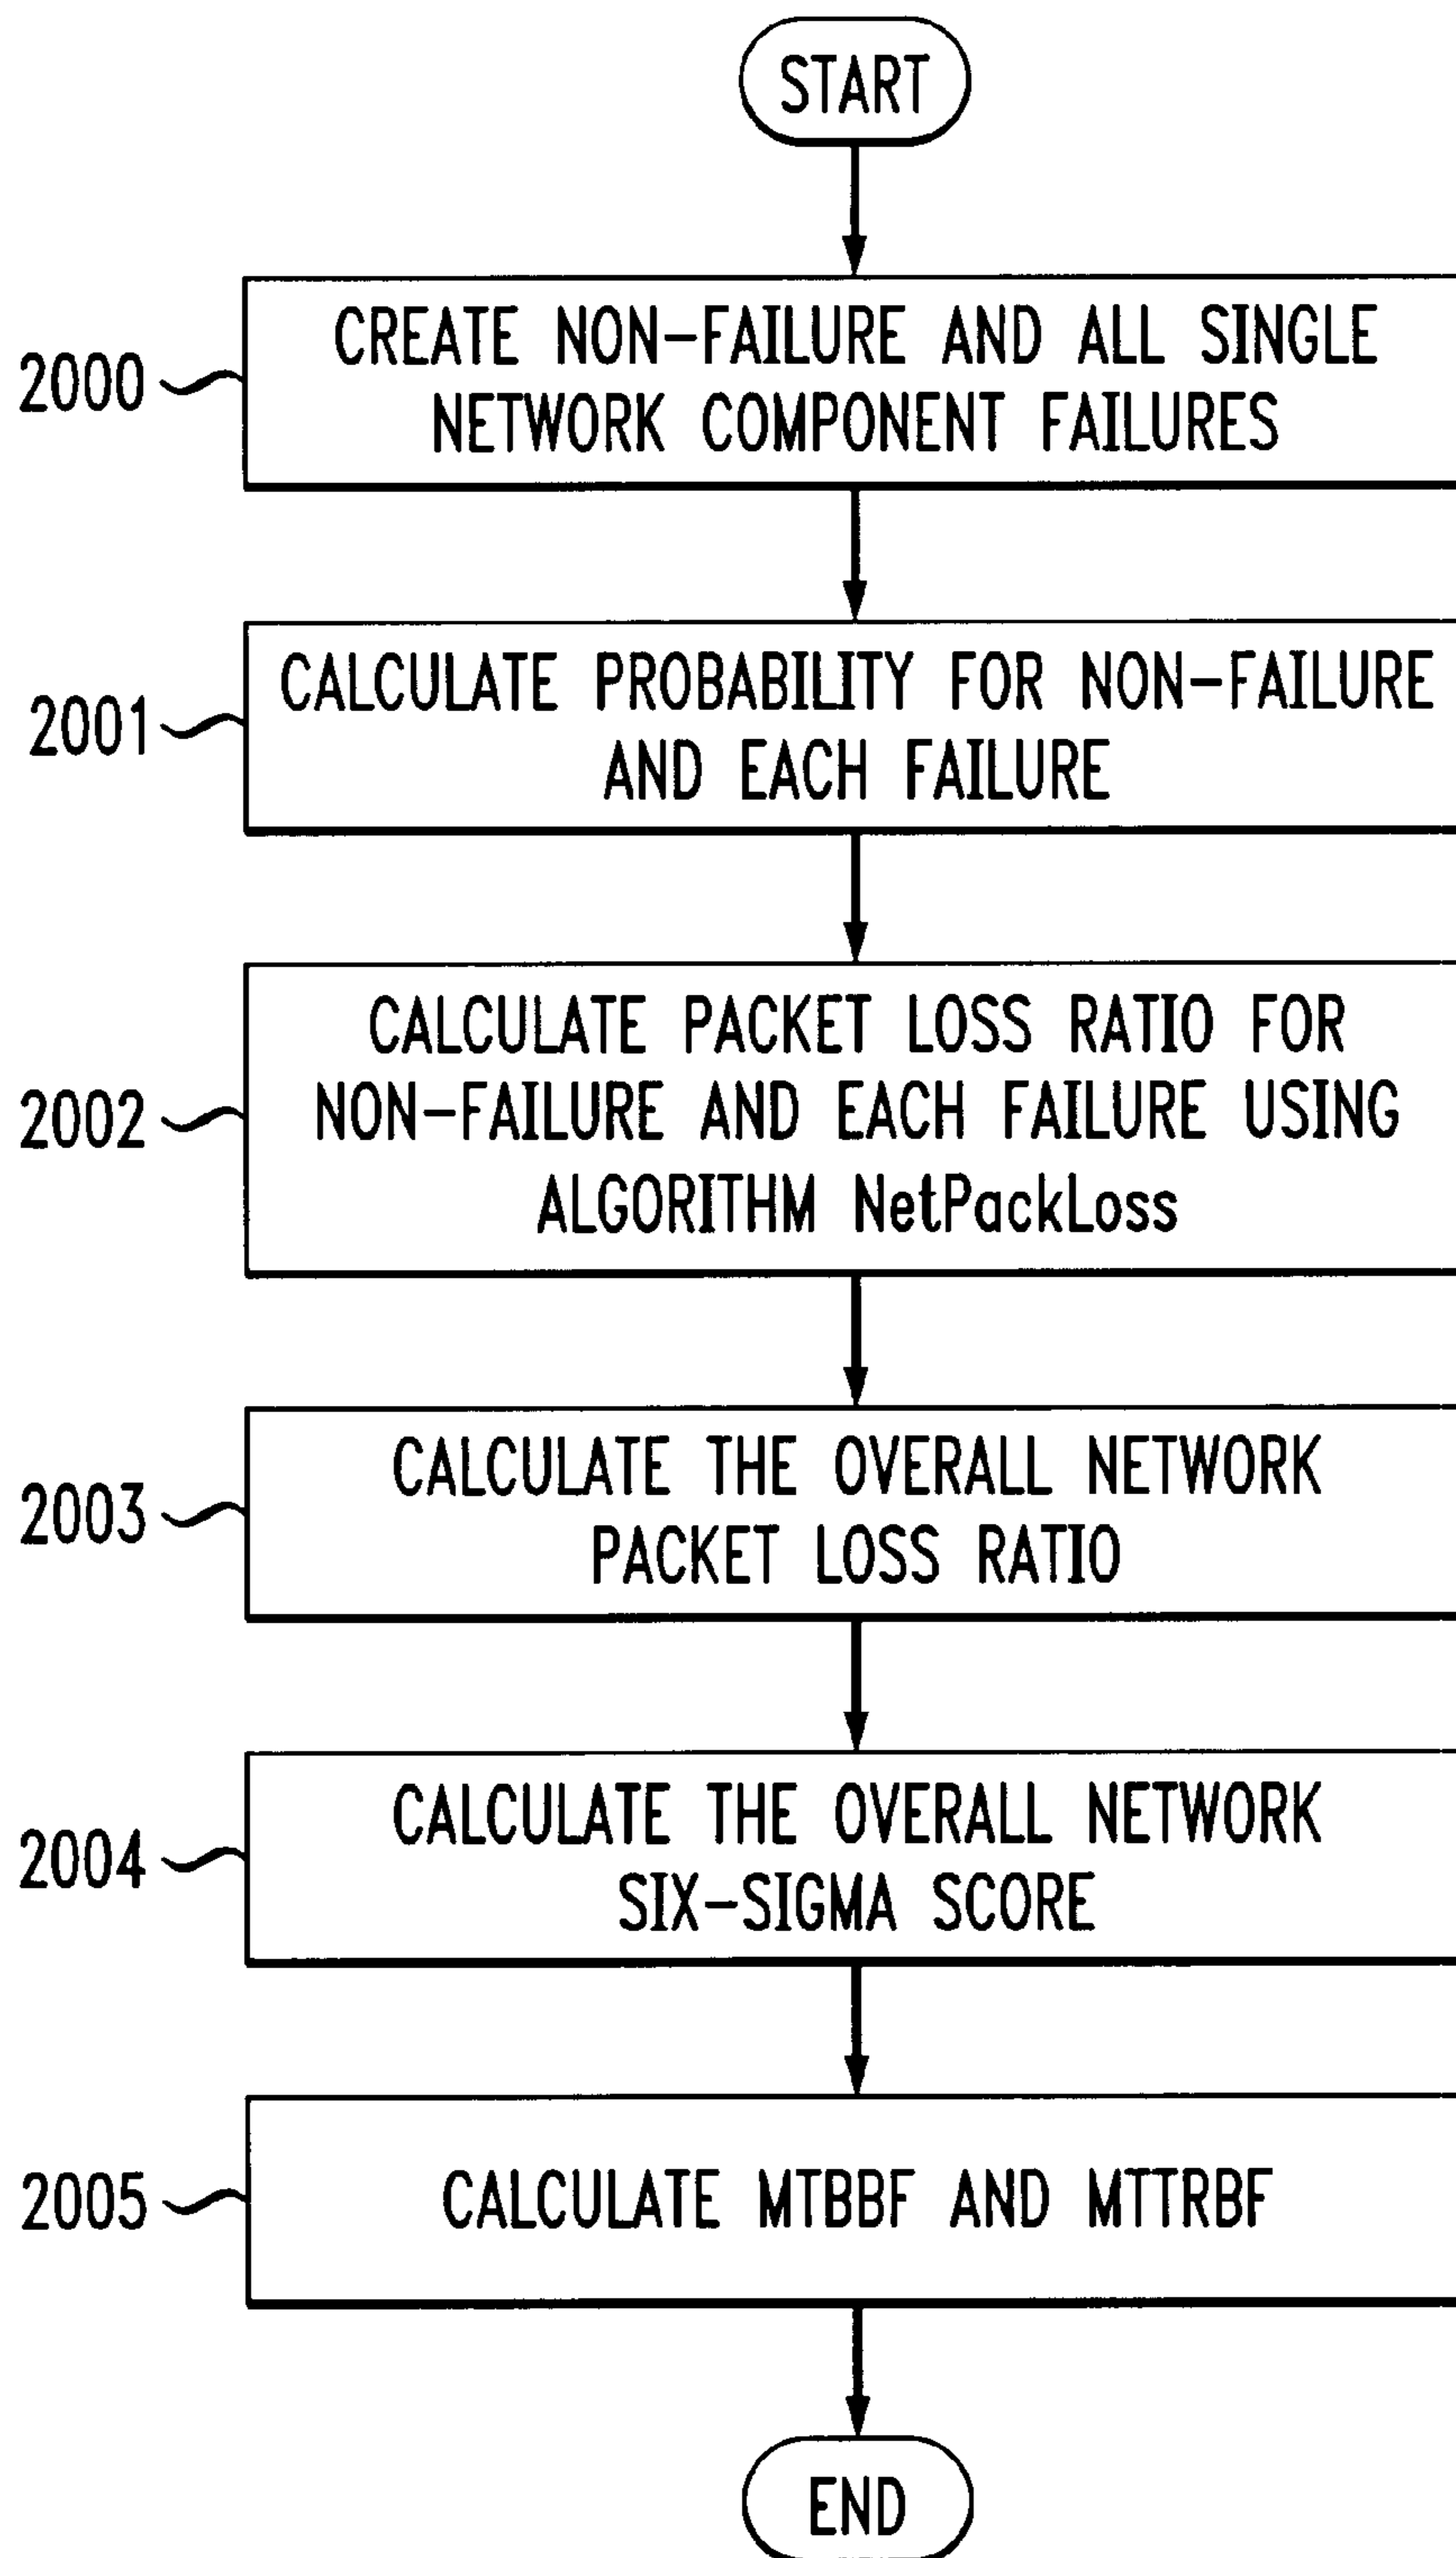 START
2000
CREATE NON-FAILURE AND ALL SINGLE
NETWORK COMPONENT FAILURES
2001
CALCULATE PROBABILITY FOR NON-FAILURE
AND EACH FAILURE
2002
CALCULATE PACKET LOSS RATIO FOR
NON-FAILURE AND EACH FAILURE USING
ALGORITHM NetPackLoss
2003
CALCULATE THE OVERALL NETWORK
PACKET LOSS RATIO
2004
CALCULATE THE OVERALL NETWORK
SIX-SIGMA SCORE
2005
CALCULATE MTBBF AND MTTRBF
END